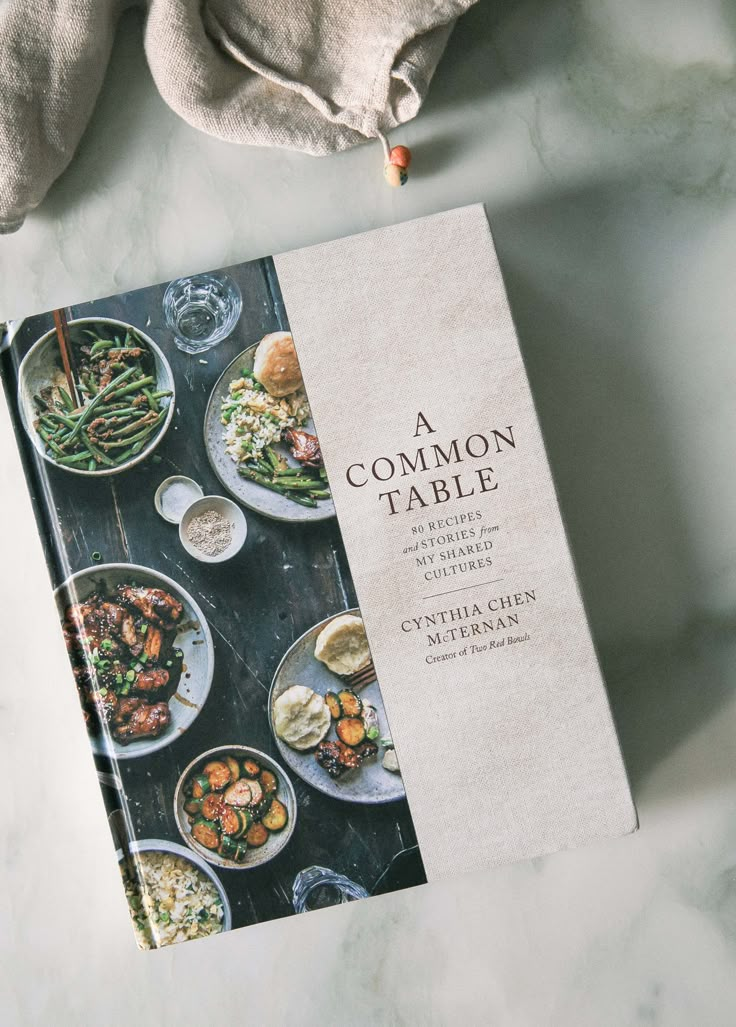 A
COMMON
TABLE
80 RECIPES
and STORIES from
MY SHARED
CULTURES
CYNTHIA CHEN
McTERNAN
Creator of Two Red Bowls